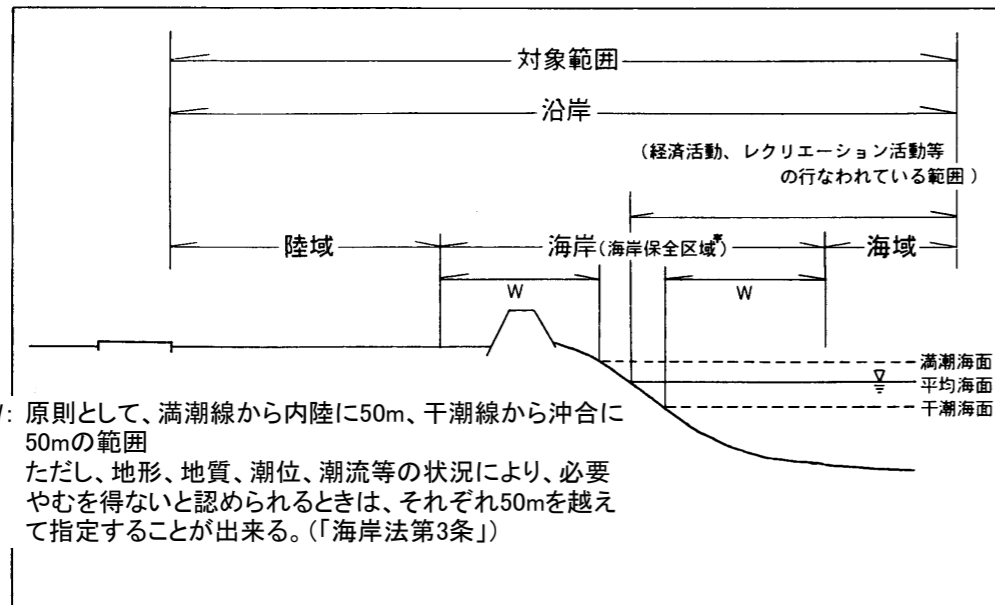 対象範囲
沿岸
（経済活動、レクリエーション活動等
の行なわれている範囲）
陸域
海岸(海岸保全区域*)
海域
W
W
満潮海面
平均海面
干潮海面
: 原則として、満潮線から内陸に50m、干潮線から沖合に
50mの範囲
ただし、地形、地質、潮位、潮流等の状況により、必要
やむを得ないと認められるときは、それぞれ50mを越え
て指定することが出来る。(「海岸法第3条」)